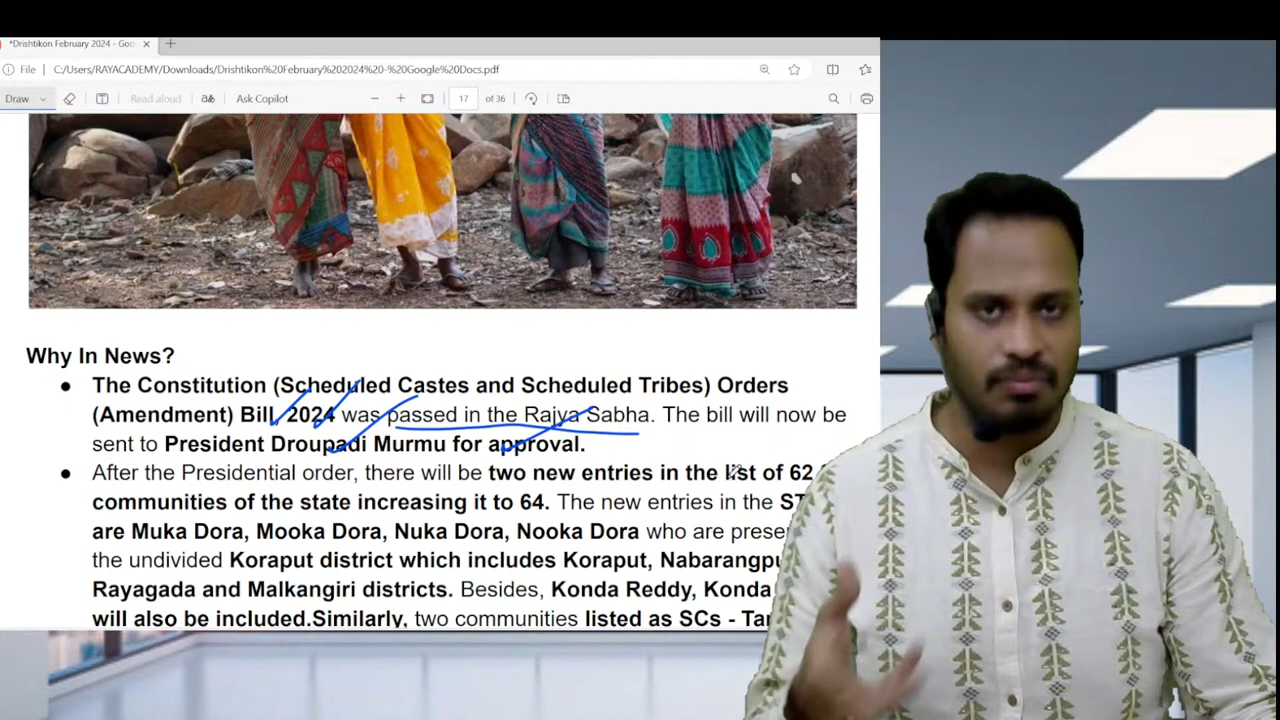 *Drishtikon February 2024 - Goo
File C:/Users/RAYACADEMY/Downloads/Drishtikon%20February%202024%20-%20Google%20Docs.pdf
Draw Read aloud Ask Copilot 17 of 36
Why In News?
The Constitution (Scheduled Castes and Scheduled Tribes) Orders
(Amendment) Bill, 2024 was passed in the Rajya Sabha. The bill will now be
sent to President Droupadi Murmu for approval.
After the Presidential order, there will be two new entries in the list of 62
communities of the state increasing it to 64. The new entries in the ST
are Muka Dora, Mooka Dora, Nuka Dora, Nooka Dora who are prese
the undivided Koraput district which includes Koraput, Nabarangpu
Rayagada and Malkangiri districts. Besides, Konda Reddy, Konda
will also be included.Similarly, two communities listed as SCs - Tam